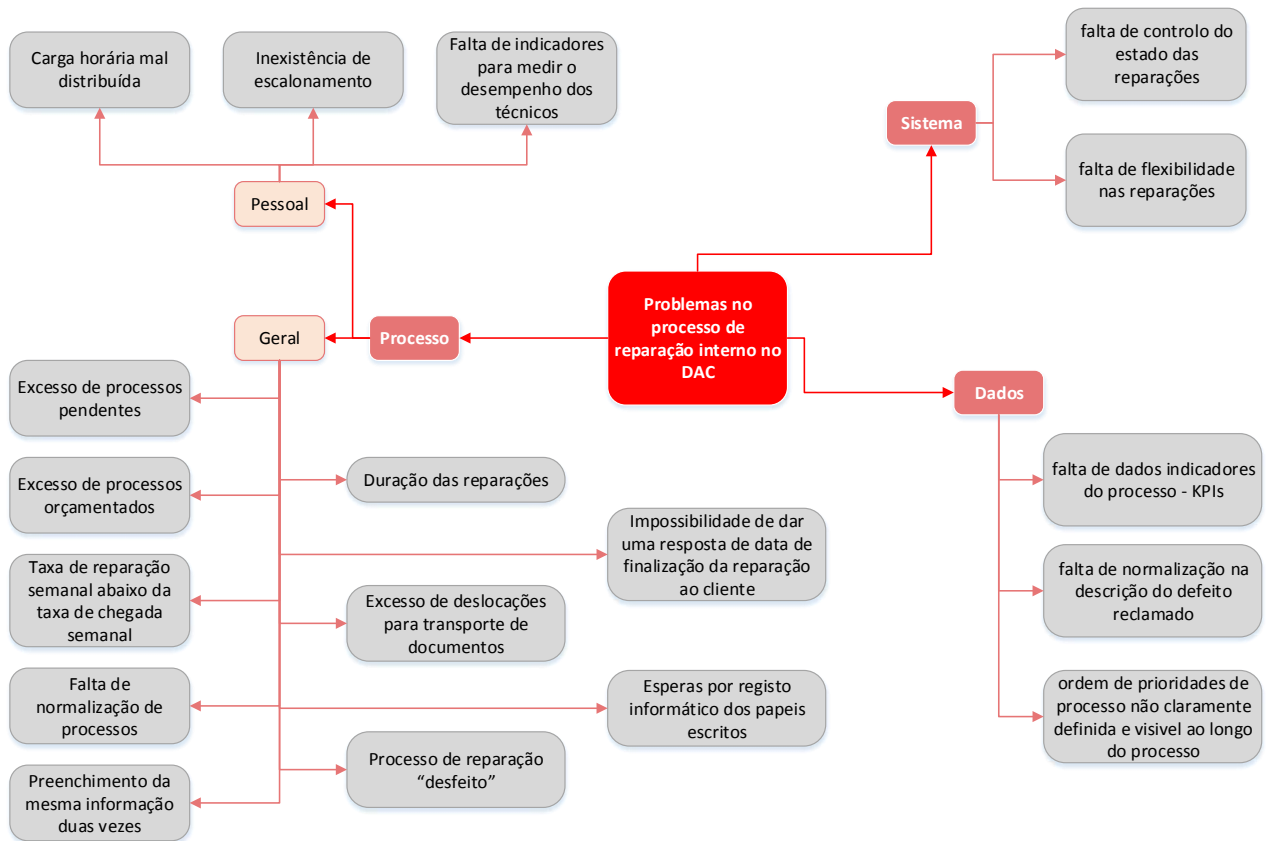 Carga horária mal
distribuída
Inexistência de
escalonamento
Falta de indicadores
para medir o
desempenho dos
técnicos
falta de controlo do
estado das
reparações
Sistema
falta de flexibilidade
nas reparações
Pessoal
Problemas no
processo de
reparação interno no
DAC
Processo
Geral
Dados
Excesso de processos
pendentes
Excesso de processos
orçamentados
Taxa de reparação
semanal abaixo da
taxa de chegada
semanal
Falta de
normalização de
processos
Preenchimento da
mesma informação
duas vezes
Duração das reparações
Impossibilidade de dar
uma resposta de data de
finalização da reparação
ao cliente
Excesso de deslocações
para transporte de
documentos
Esperas por registo
informático dos papeis
escritos
Processo de reparação
“desfeito”
falta de dados indicadores
do processo - KPIs
falta de normalização na
descrição do defeito
reclamado
ordem de prioridades de
processo não claramente
definida e visivel ao longo
do processo